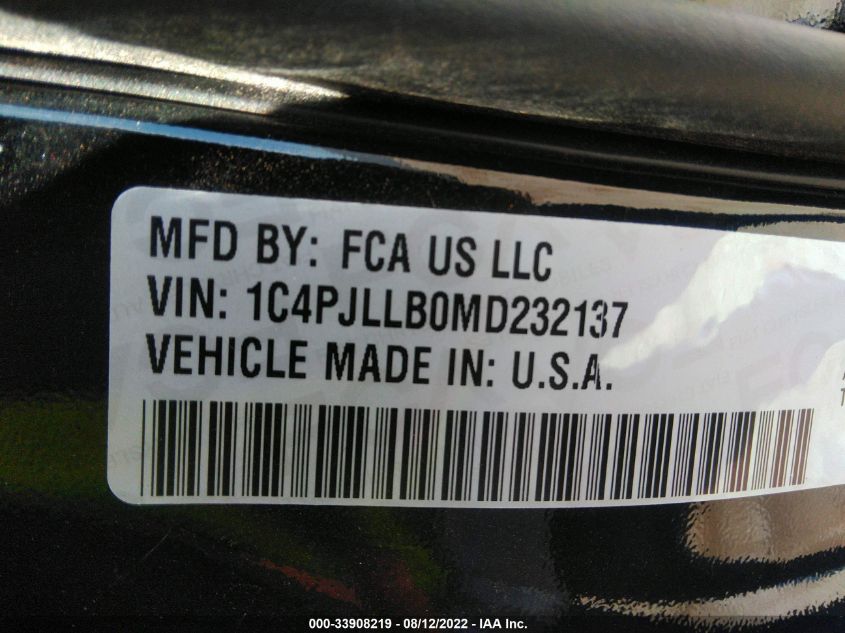 MFD BY: FCA US LLC
VIN: 1C4PJLLB0MD232137
VEHICLE MADE IN: U.S.A.
000-33908219 - 08/12/2022 - IAA Inc.